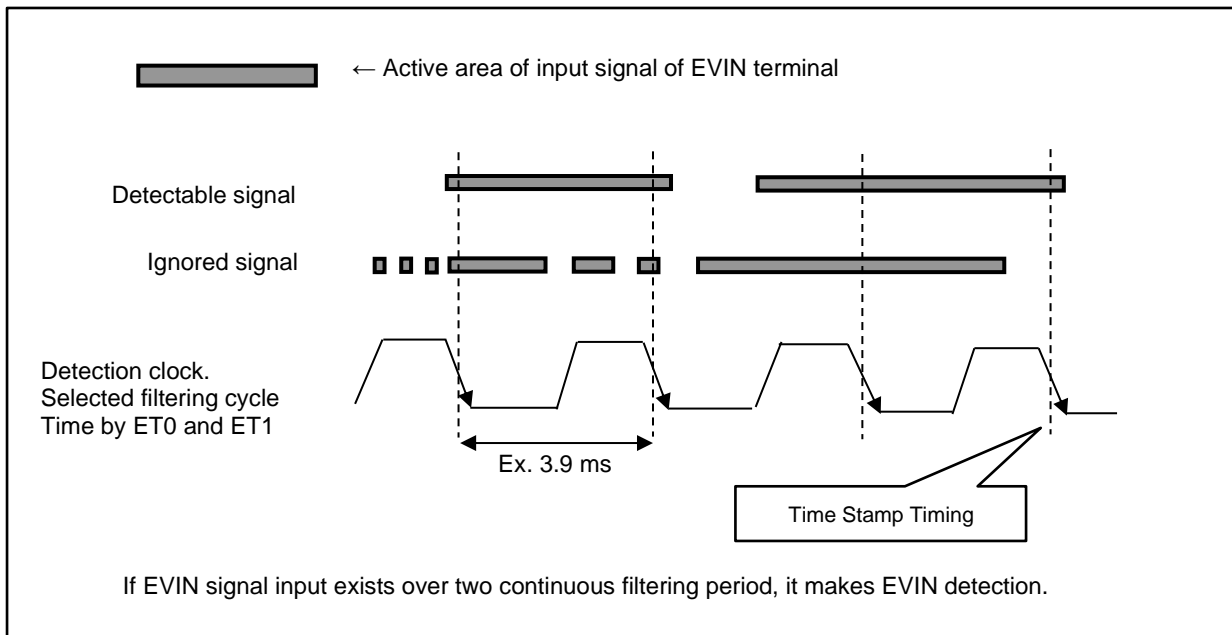 ← Active area of input signal of EVIN terminal
Detectable signal
Ignored signal
Detection clock.
Selected filtering cycle
Time by ET0 and ET1
Ex. 3.9 ms
Time Stamp Timing
If EVIN signal input exists over two continuous filtering period, it makes EVIN detection.